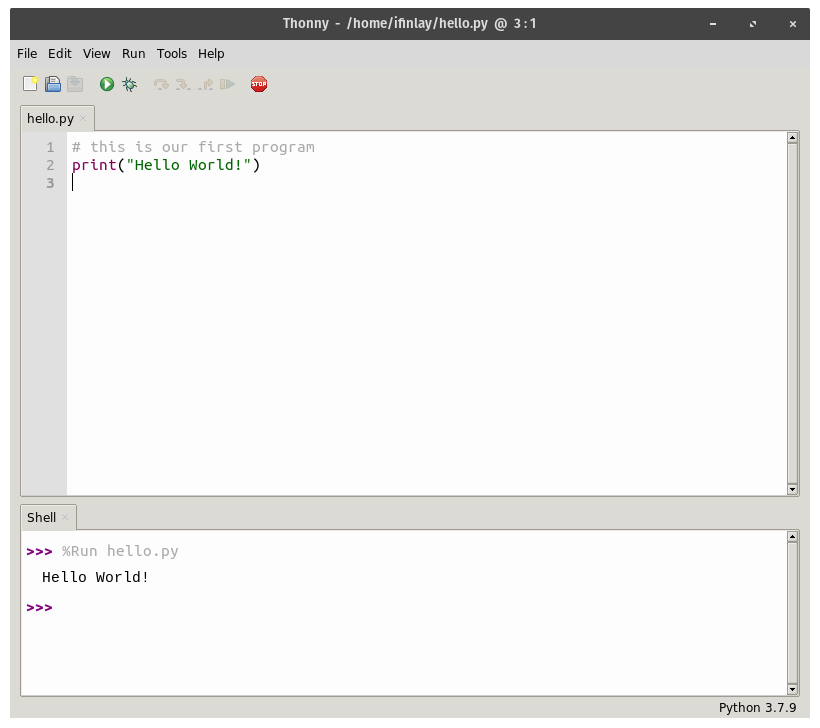 Thonny - /home/ifinlay/hello.py @ 3:1
File Edit View Run Tools Help
STOP
hello.py
1 # this is our first program
2 print("Hello World!")
3
Shell
>>> %Run hello.py
Hello World!
>>>
Python 3.7.9